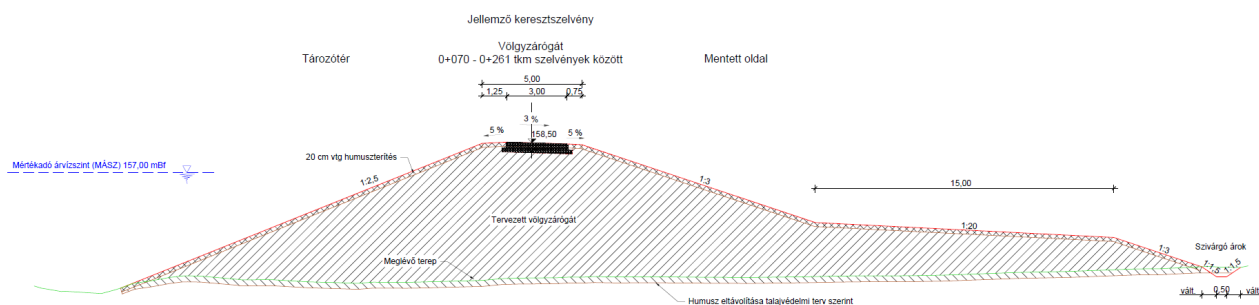 Jellemző keresztszelvény
Völgyzárógát
Tározótér
0+070 - 0+261 tkm szelvények között
Mentett oldal
5,00
1,25
3,00
0,75
3 %
5 %
158,50
5 %
20 cm vtg humuszterítés
Mértékadó árvízszint (MÁSZ) 157,00 mBf
1:2,5
1:3
15,00
Tervezett völgyzárógát
1:20
1:3
Szivárgó árok
Meglévő terep
1:1,5
1:1,5
vált.
0,50
vált.
Humusz eltávolítása talajvédelmi terv szerint